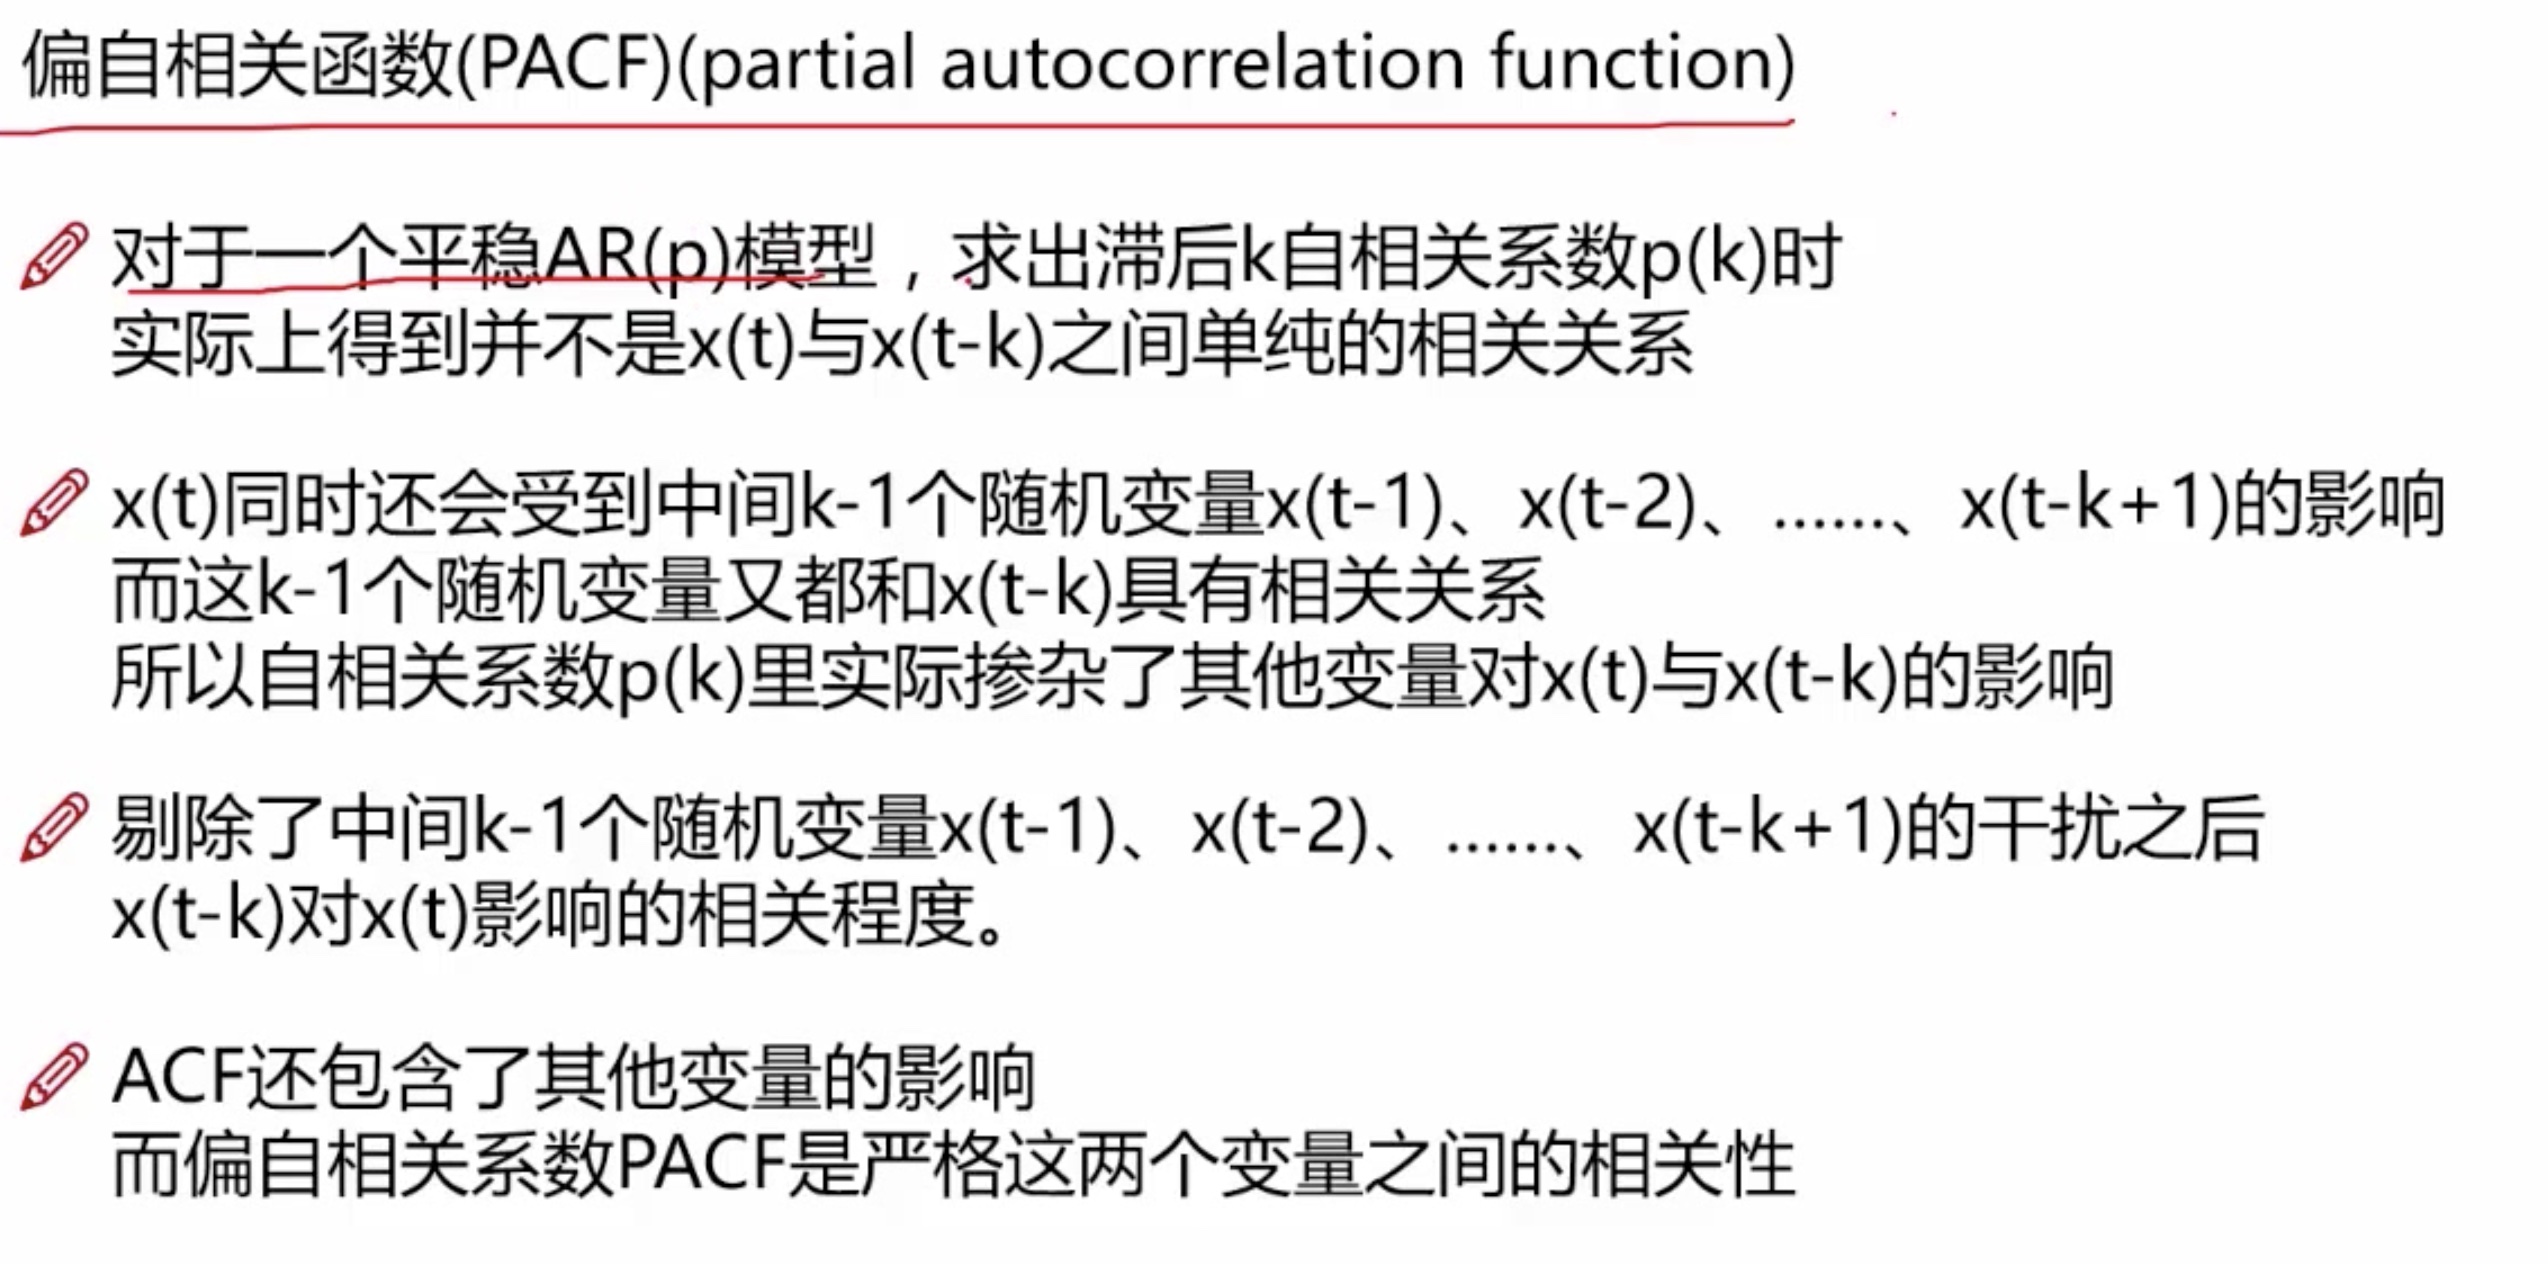 偏自相关函数(PACF)(partial autocorrelation function)
对于一个平稳AR(p)模型，求出滞后k自相关系数p(k)时
实际上得到并不是x(t)与x(t-k)之间单纯的相关关系
x(t)同时还会受到中间k-1个随机变量x(t-1)、x(t-2)、……、x(t-k+1)的影响
而这k-1个随机变量又都和x(t-k)具有相关关系
所以自相关系数p(k)里实际掺杂了其他变量对x(t)与x(t-k)的影响
剔除了中间k-1个随机变量x(t-1)、x(t-2)、……、x(t-k+1)的干扰之后
x(t-k)对x(t)影响的相关程度。
ACF还包含了其他变量的影响
而偏自相关系数PACF是严格这两个变量之间的相关性